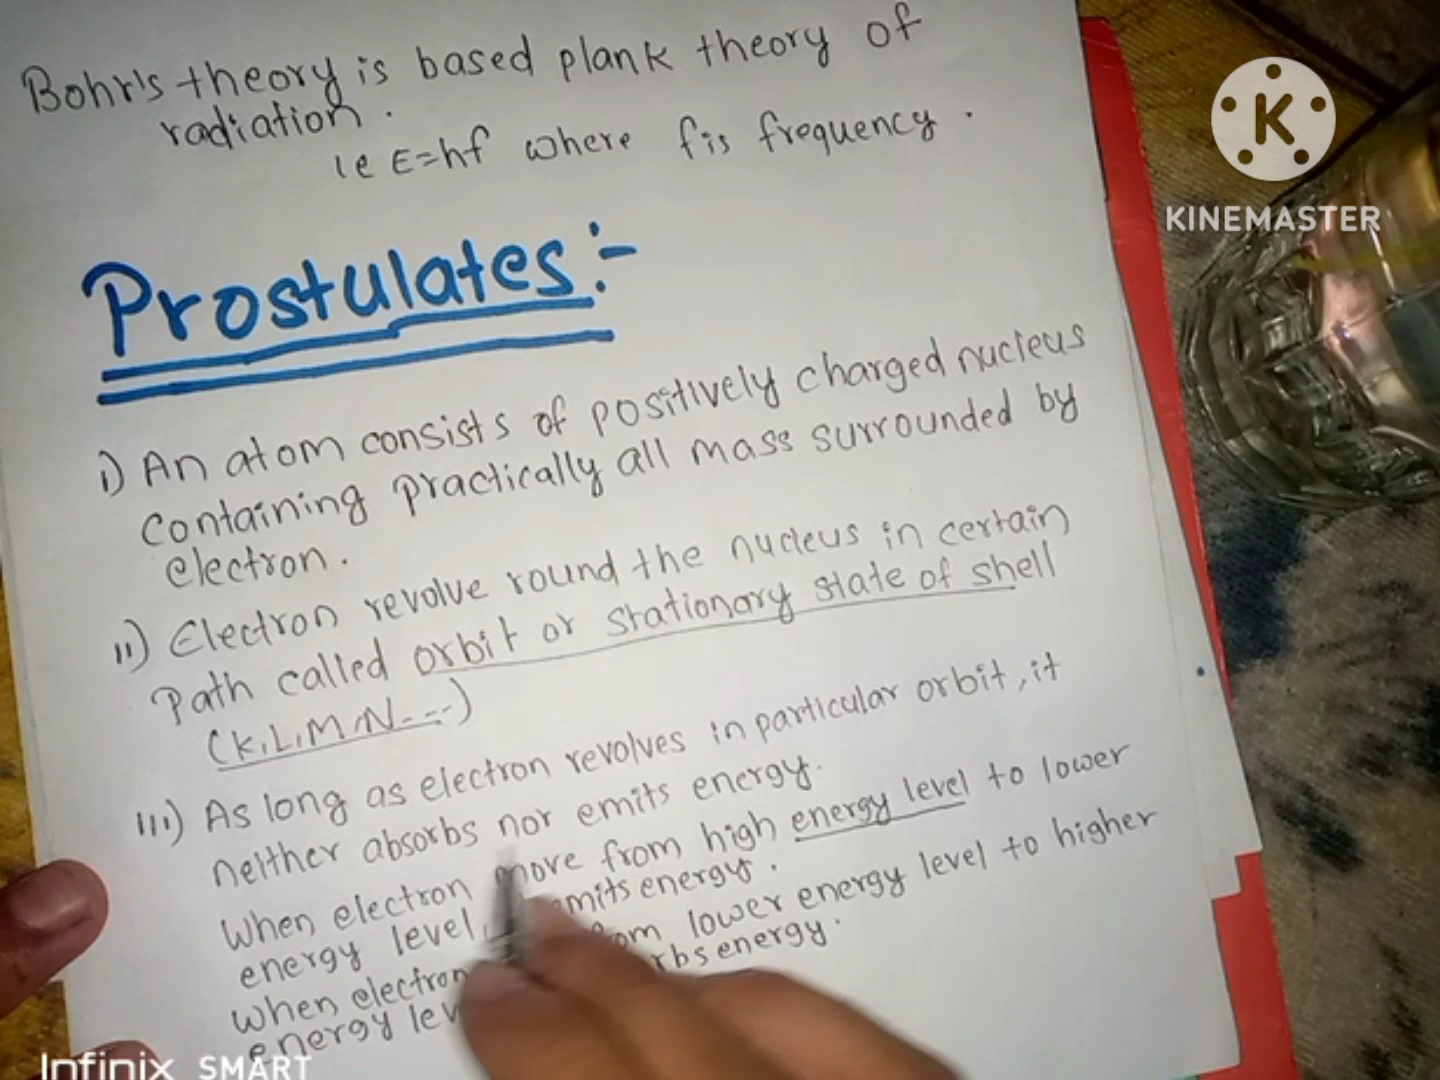 Bohr's theory is based plank theory of
radiation.
ie E=hf where f is frequency.
KINEMASTER
Prostulates:-
i) An atom consists of positively charged nucleus
containing practically all mass surrounded by
electron.
ii) Electron revolve round the nucleus in certain
path called orbit or stationary state of shell
(K,L,M,N----)
iii) As long as electron revolves in particular orbit, it
neither absorbs nor emits energy.
When electron move from high energy level to lower
energy level, emits energy.
When electron from lower energy level to higher
energy energy.
Infinix SMART